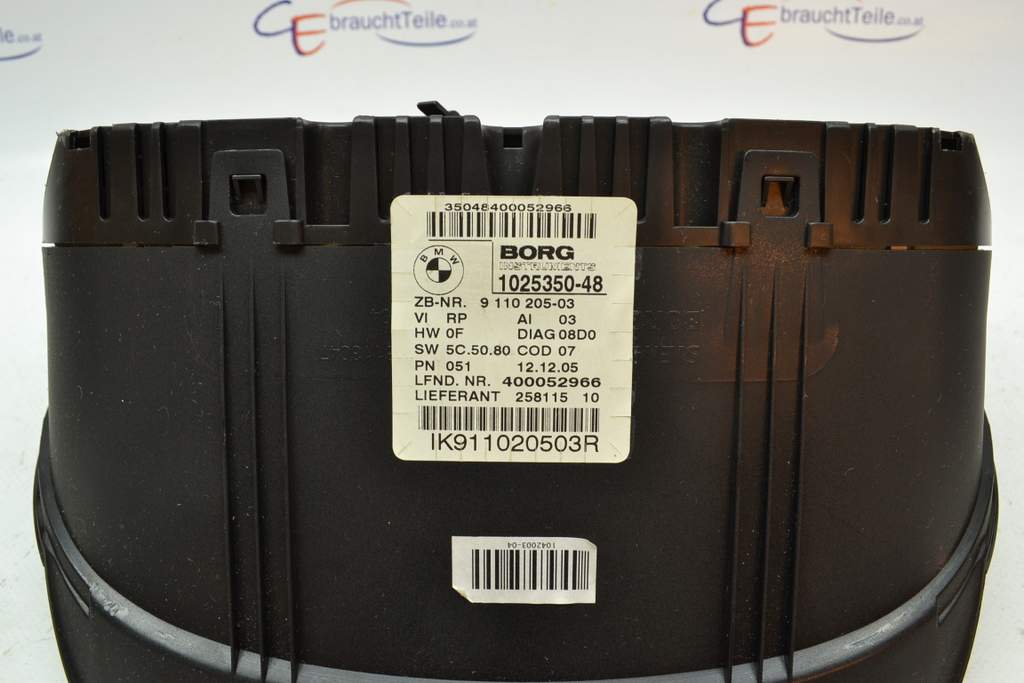 GebrauchtTeile.co.at
GebrauchtTeile.co.at
35048400052966
BMW
BORG
INSTRUMENTS
1025350-48
ZB-NR. 9 110 205-03
VI RP AI 03
HW 0F DIAG 08D0
SW 5C.50.80 COD 07
PN 051 12.12.05
LFND. NR. 400052966
LIEFERANT 258115 10
IK911020503R
1042003-04